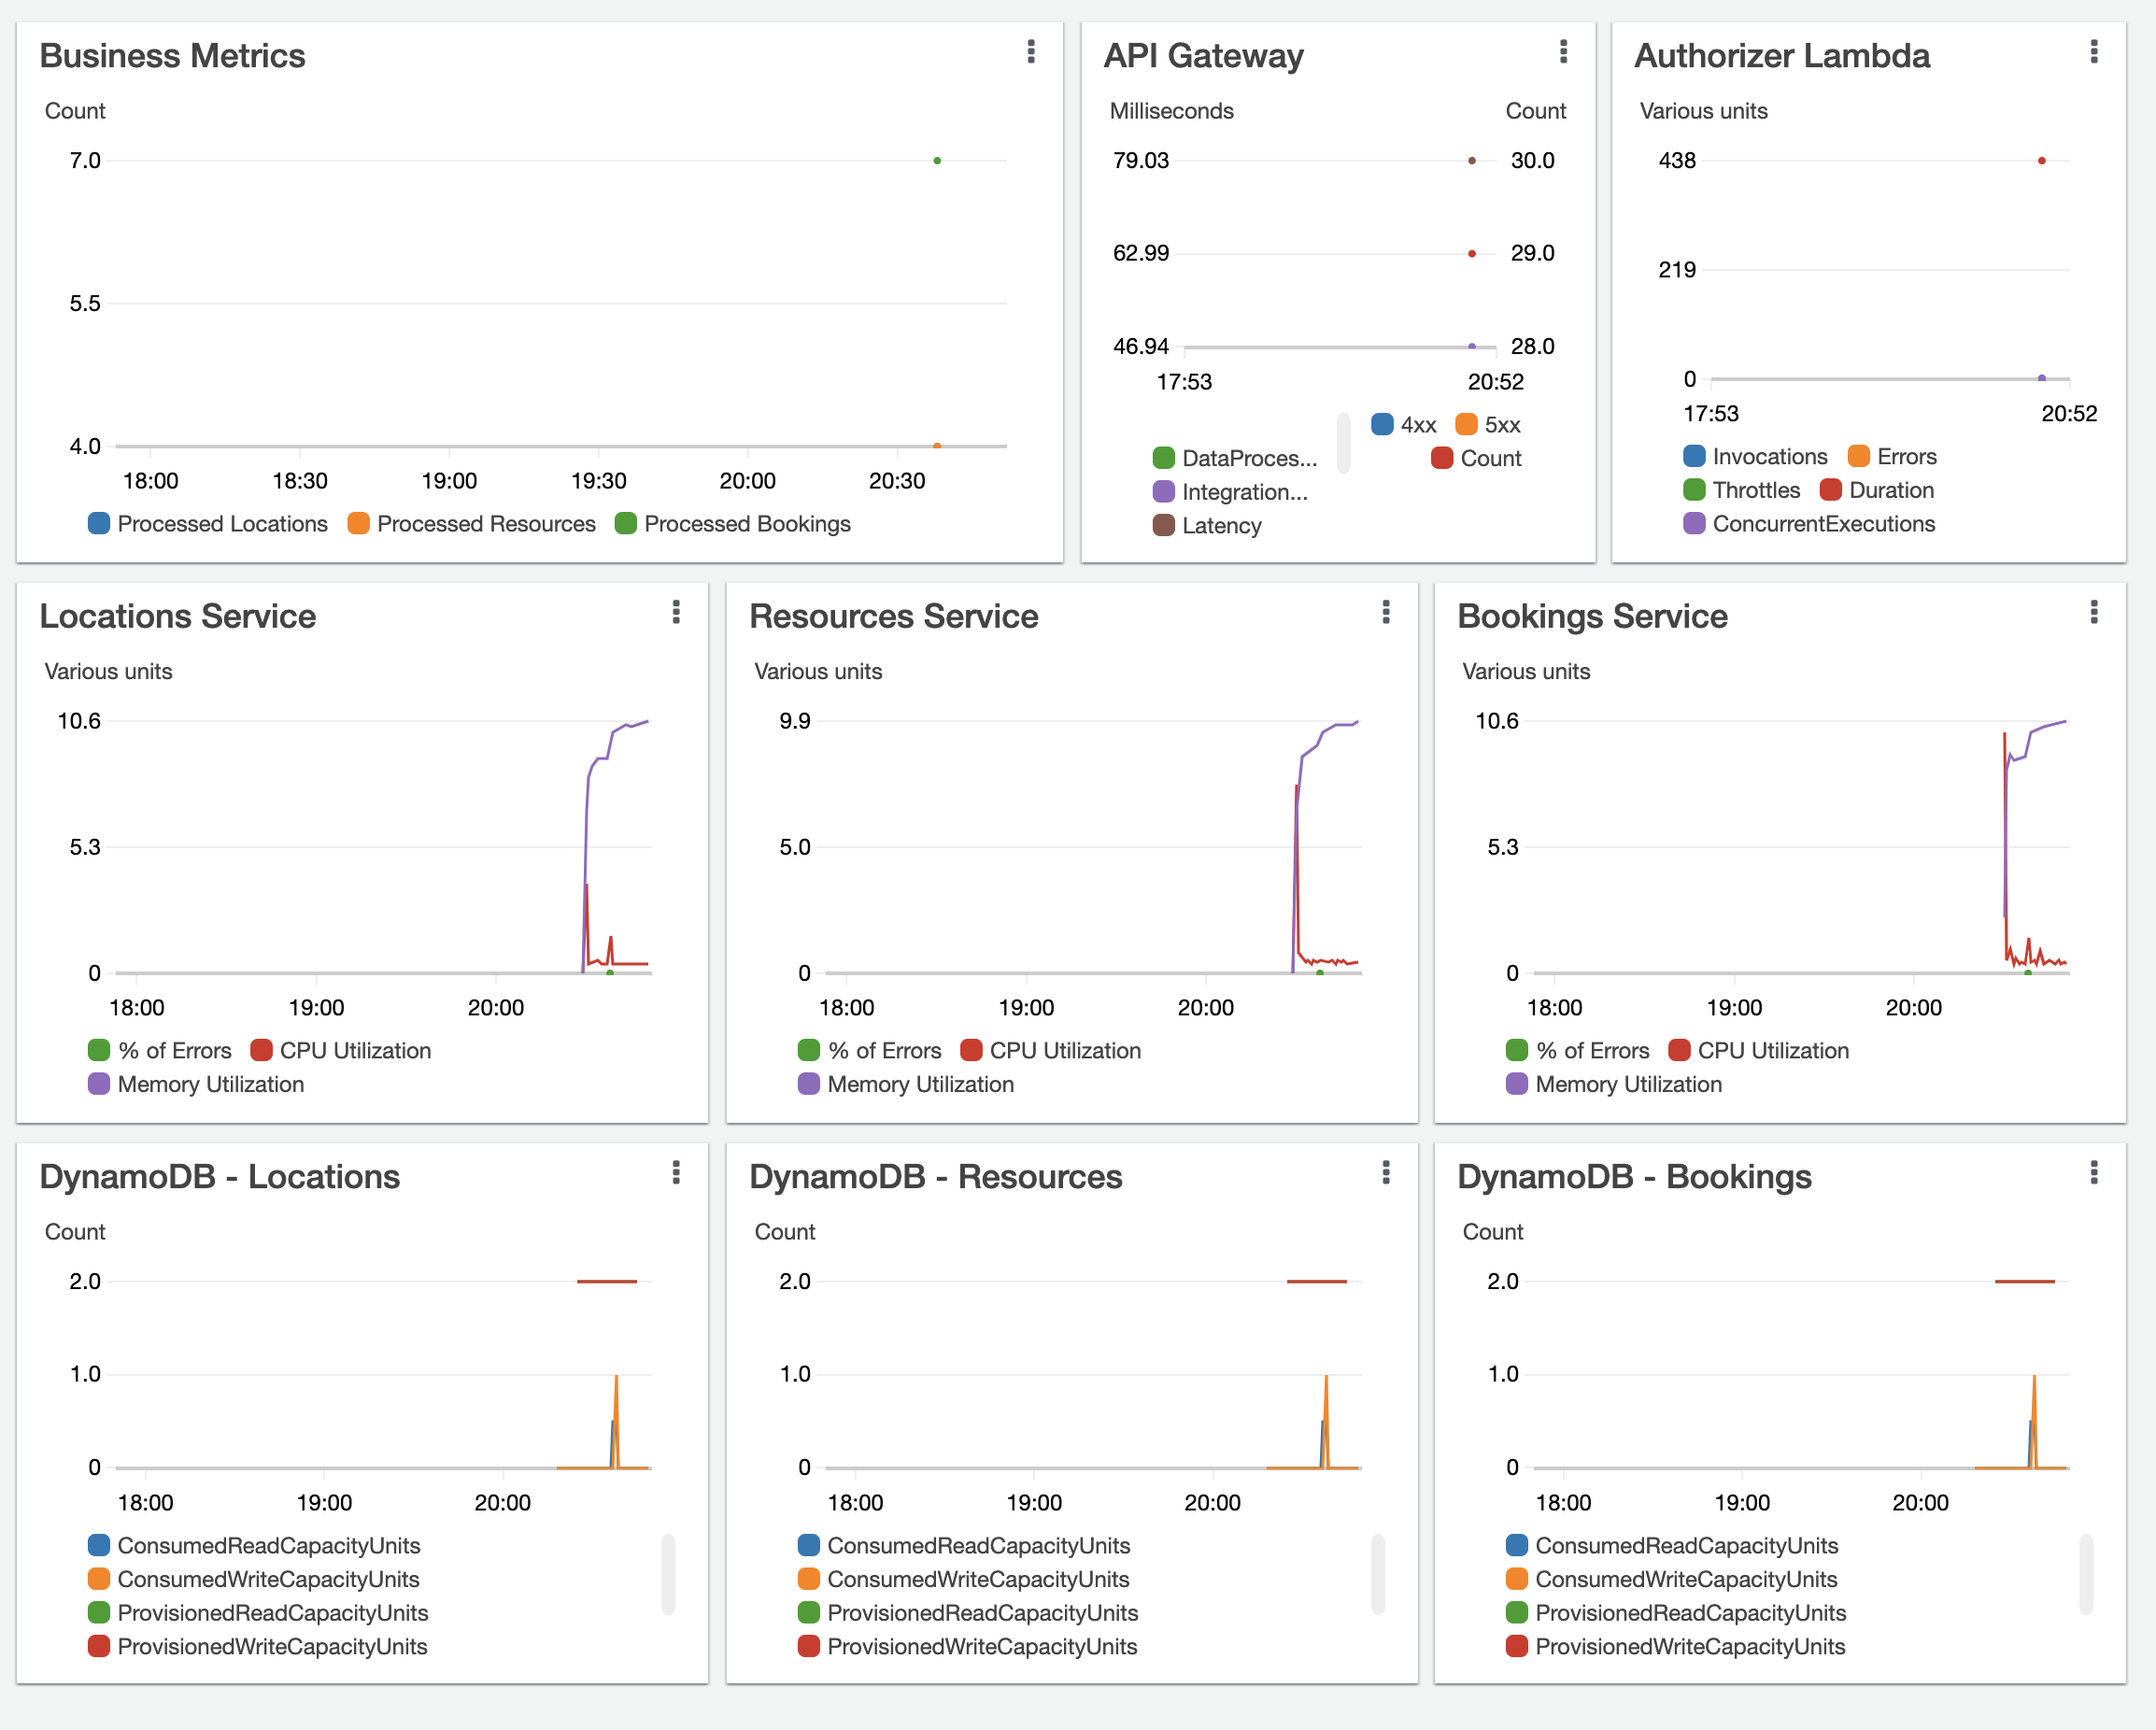 Business Metrics
Count
7.0
5.5
4.0
18:00 18:30 19:00 19:30 20:00 20:30
Processed Locations Processed Resources Processed Bookings
API Gateway
Milliseconds Count
79.03 30.0
62.99 29.0
46.94 28.0
17:53 20:52
4xx 5xx
DataProces... Count
Integration...
Latency
Authorizer Lambda
Various units
438
219
0
17:53 20:52
Invocations Errors
Throttles Duration
ConcurrentExecutions
Locations Service
Various units
10.6
5.3
0
18:00 19:00 20:00
% of Errors CPU Utilization
Memory Utilization
Resources Service
Various units
9.9
5.0
0
18:00 19:00 20:00
% of Errors CPU Utilization
Memory Utilization
Bookings Service
Various units
10.6
5.3
0
18:00 19:00 20:00
% of Errors CPU Utilization
Memory Utilization
DynamoDB - Locations
Count
2.0
1.0
0
18:00 19:00 20:00
ConsumedReadCapacityUnits
ConsumedWriteCapacityUnits
ProvisionedReadCapacityUnits
ProvisionedWriteCapacityUnits
DynamoDB - Resources
Count
2.0
1.0
0
18:00 19:00 20:00
ConsumedReadCapacityUnits
ConsumedWriteCapacityUnits
ProvisionedReadCapacityUnits
ProvisionedWriteCapacityUnits
DynamoDB - Bookings
Count
2.0
1.0
0
18:00 19:00 20:00
ConsumedReadCapacityUnits
ConsumedWriteCapacityUnits
ProvisionedReadCapacityUnits
ProvisionedWriteCapacityUnits